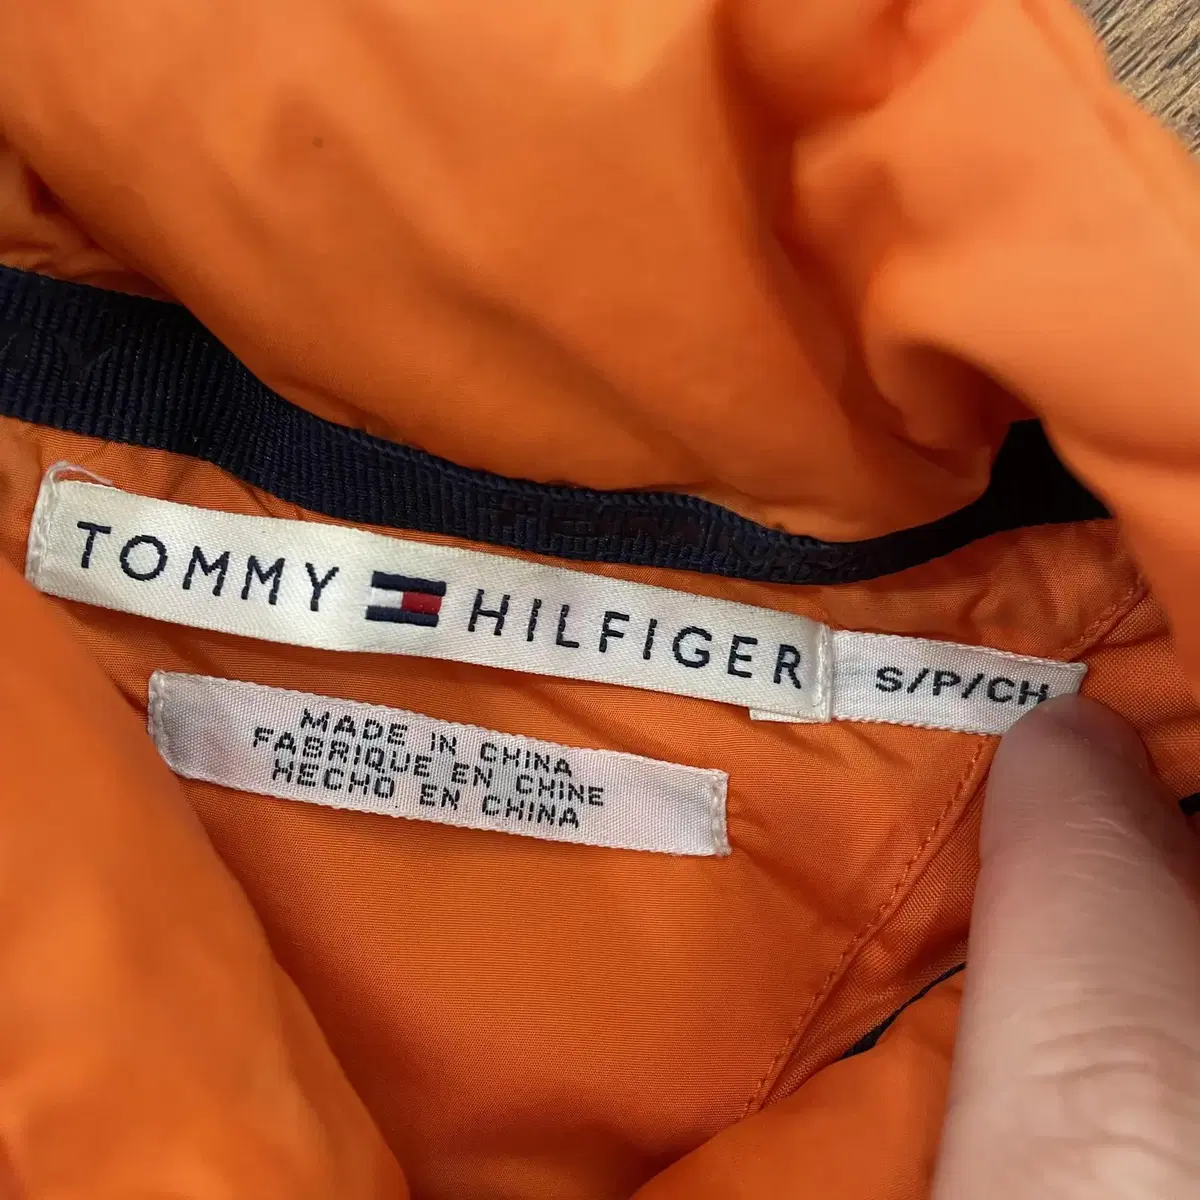 TOMMY HILFIGER
S/P/CH
MADE IN CHINA
FABRIQUE EN CHINE
HECHO EN CHINA